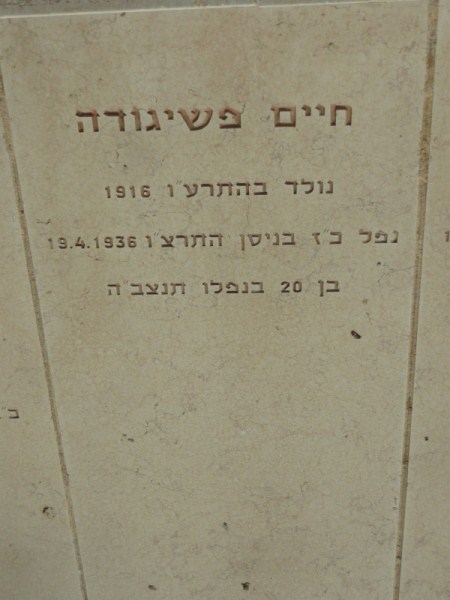 חיים פשיגודה
נולד בהתרע"ו 1916
נפל כ"ז בניסן התרצ"ו 19.4.1936
בן 20 בנפלו תנצב"ה